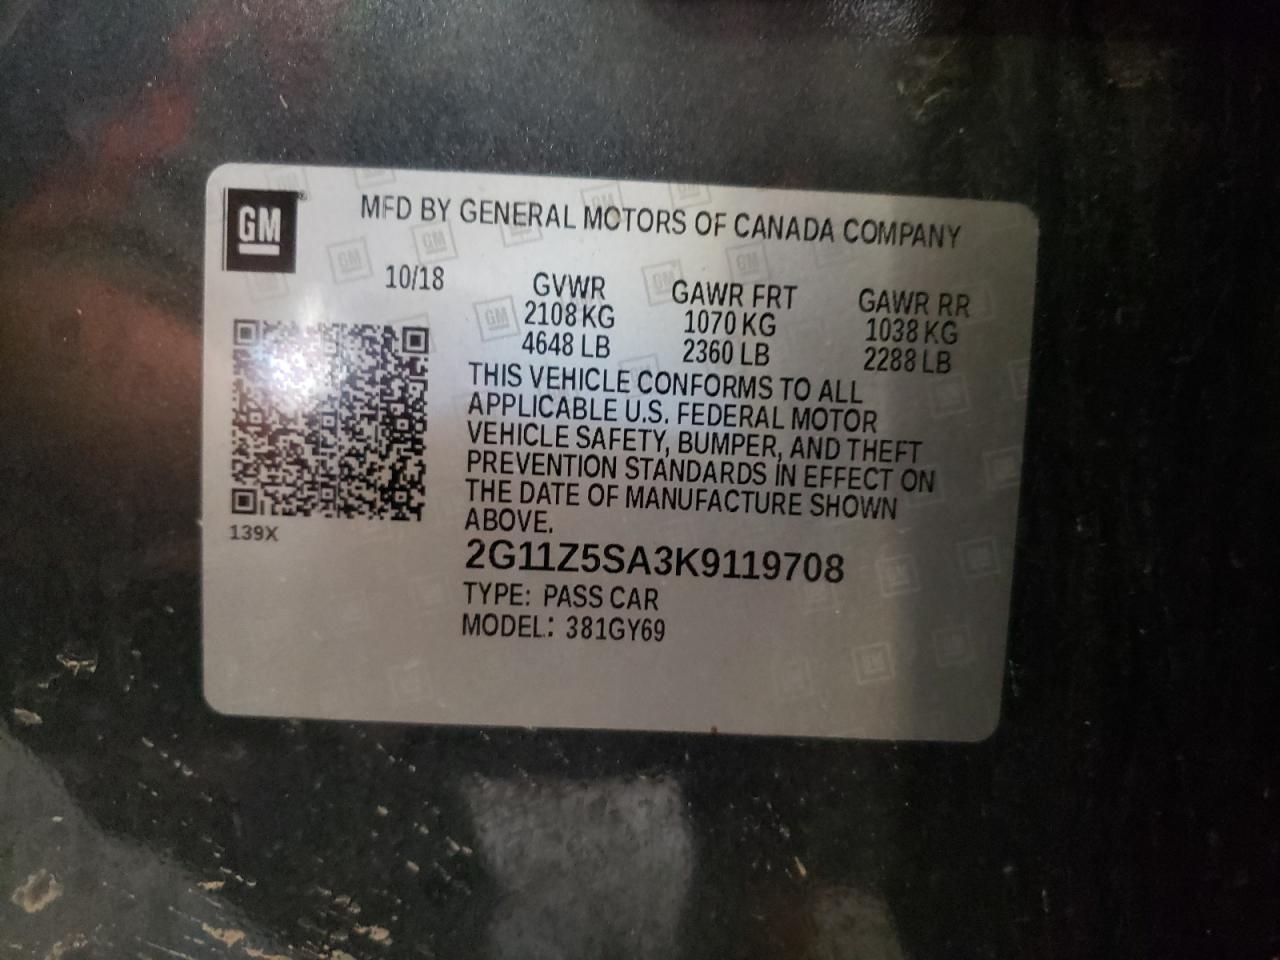 GM
MFD BY GENERAL MOTORS OF CANADA COMPANY
10/18
GVWR GAWR FRT GAWR RR
2108 KG 1070 KG 1038 KG
4648 LB 2360 LB 2288 LB
THIS VEHICLE CONFORMS TO ALL
APPLICABLE U.S. FEDERAL MOTOR
VEHICLE SAFETY, BUMPER, AND THEFT
PREVENTION STANDARDS IN EFFECT ON
THE DATE OF MANUFACTURE SHOWN
ABOVE.
139X
2G11Z5SA3K9119708
TYPE: PASS CAR
MODEL: 381GY69